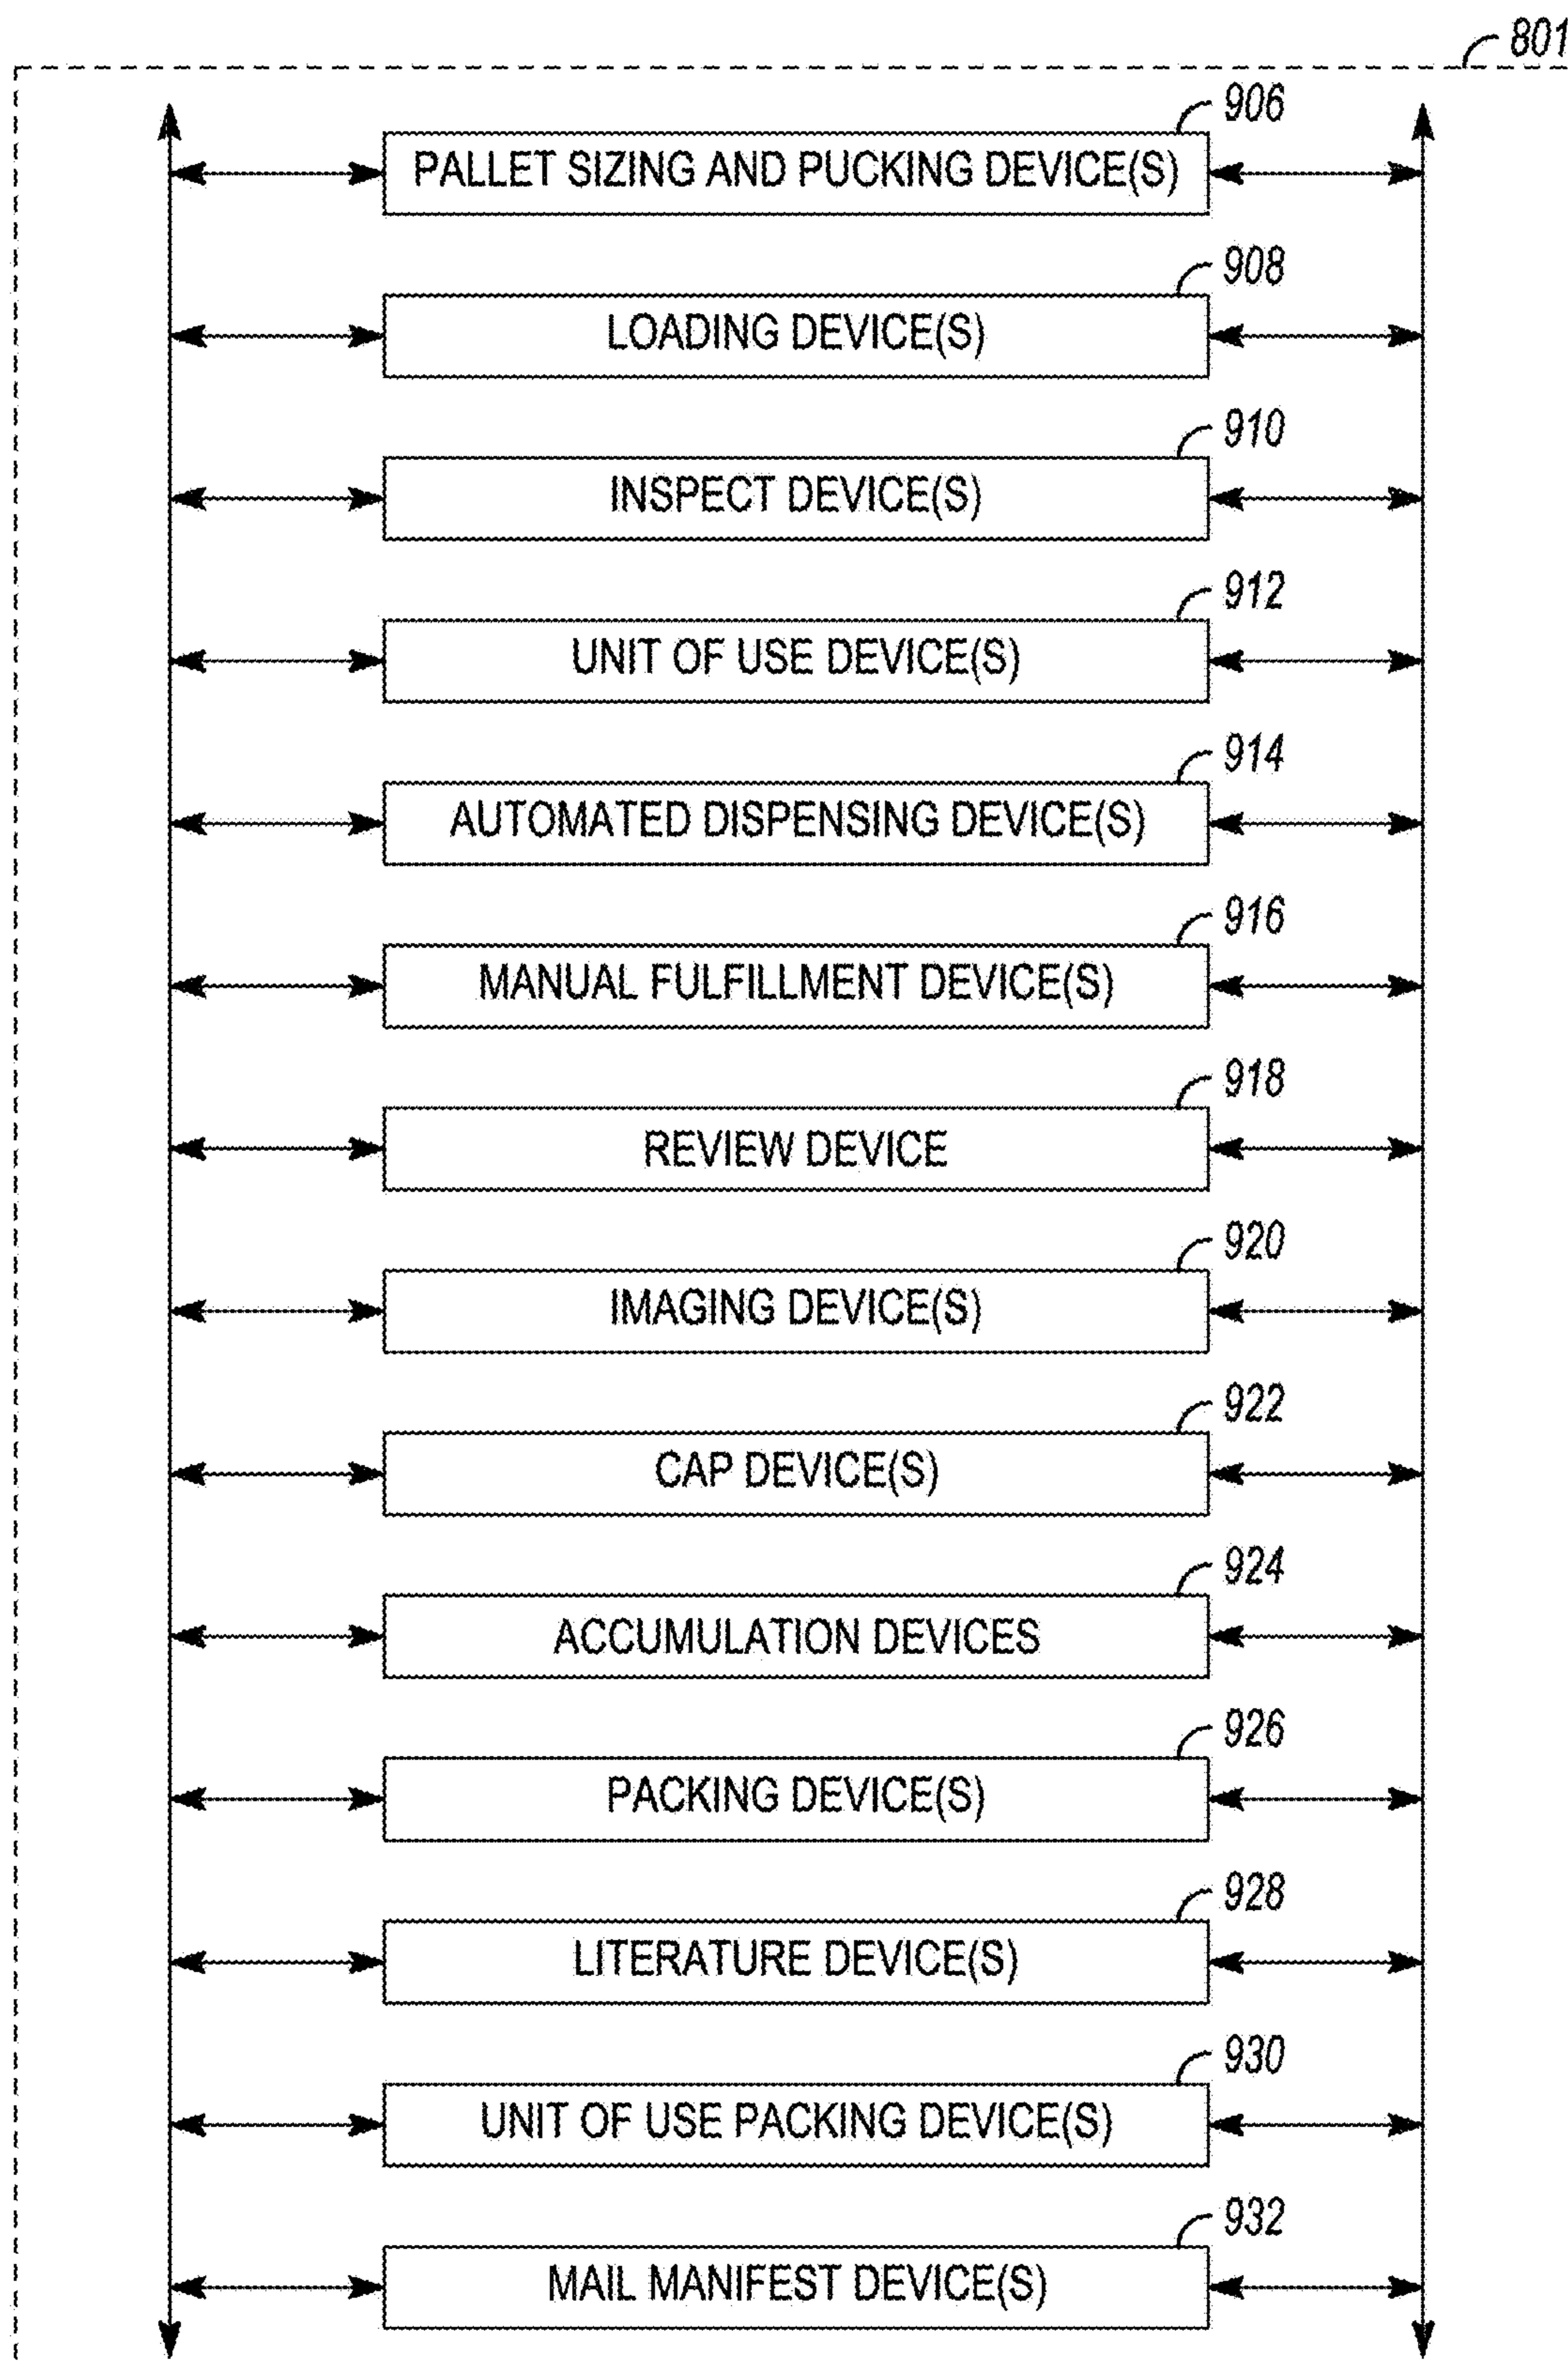 801
906
PALLET SIZING AND PUCKING DEVICE(S)
908
LOADING DEVICE(S)
910
INSPECT DEVICE(S)
912
UNIT OF USE DEVICE(S)
914
AUTOMATED DISPENSING DEVICE(S)
916
MANUAL FULFILLMENT DEVICE(S)
918
REVIEW DEVICE
920
IMAGING DEVICE(S)
922
CAP DEVICE(S)
924
ACCUMULATION DEVICES
926
PACKING DEVICE(S)
928
LITERATURE DEVICE(S)
930
UNIT OF USE PACKING DEVICE(S)
932
MAIL MANIFEST DEVICE(S)